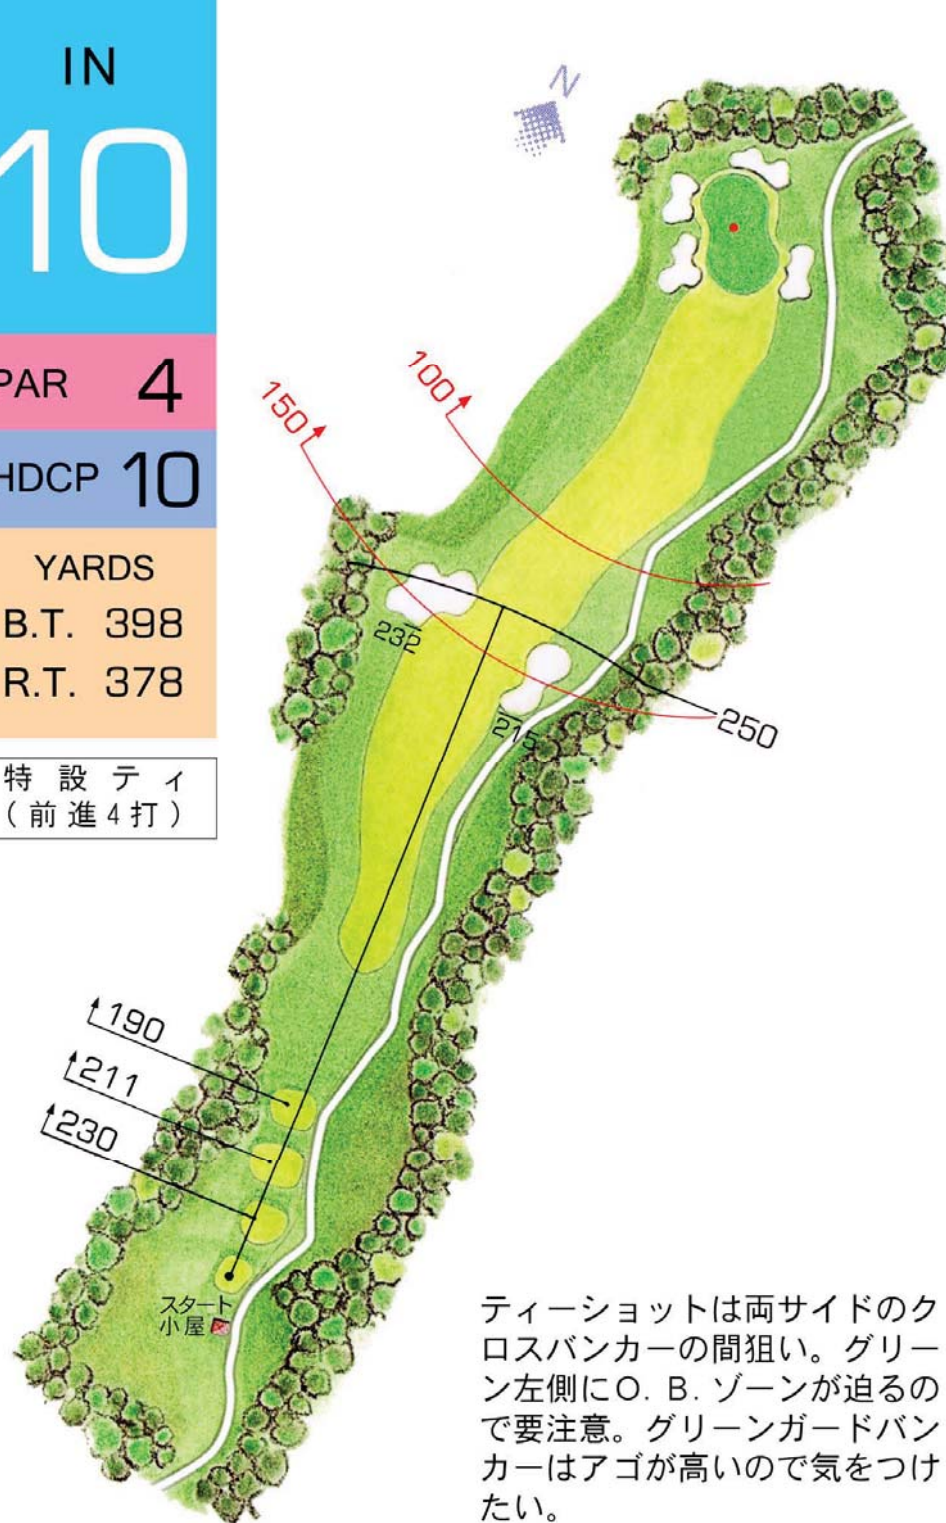 IN
10
PAR 4
HDCP 10
YARDS
B.T. 398
R.T. 378
特設ティ
(前進4打)
N
100
150
232
215
250
190
211
230
スタート
小屋
ティーショットは両サイドのク
ロスバンカーの間狙い。グリー
ン左側にO. B. ゾーンが迫るの
で要注意。グリーンガードバン
カーはアゴが高いので気をつけ
たい。